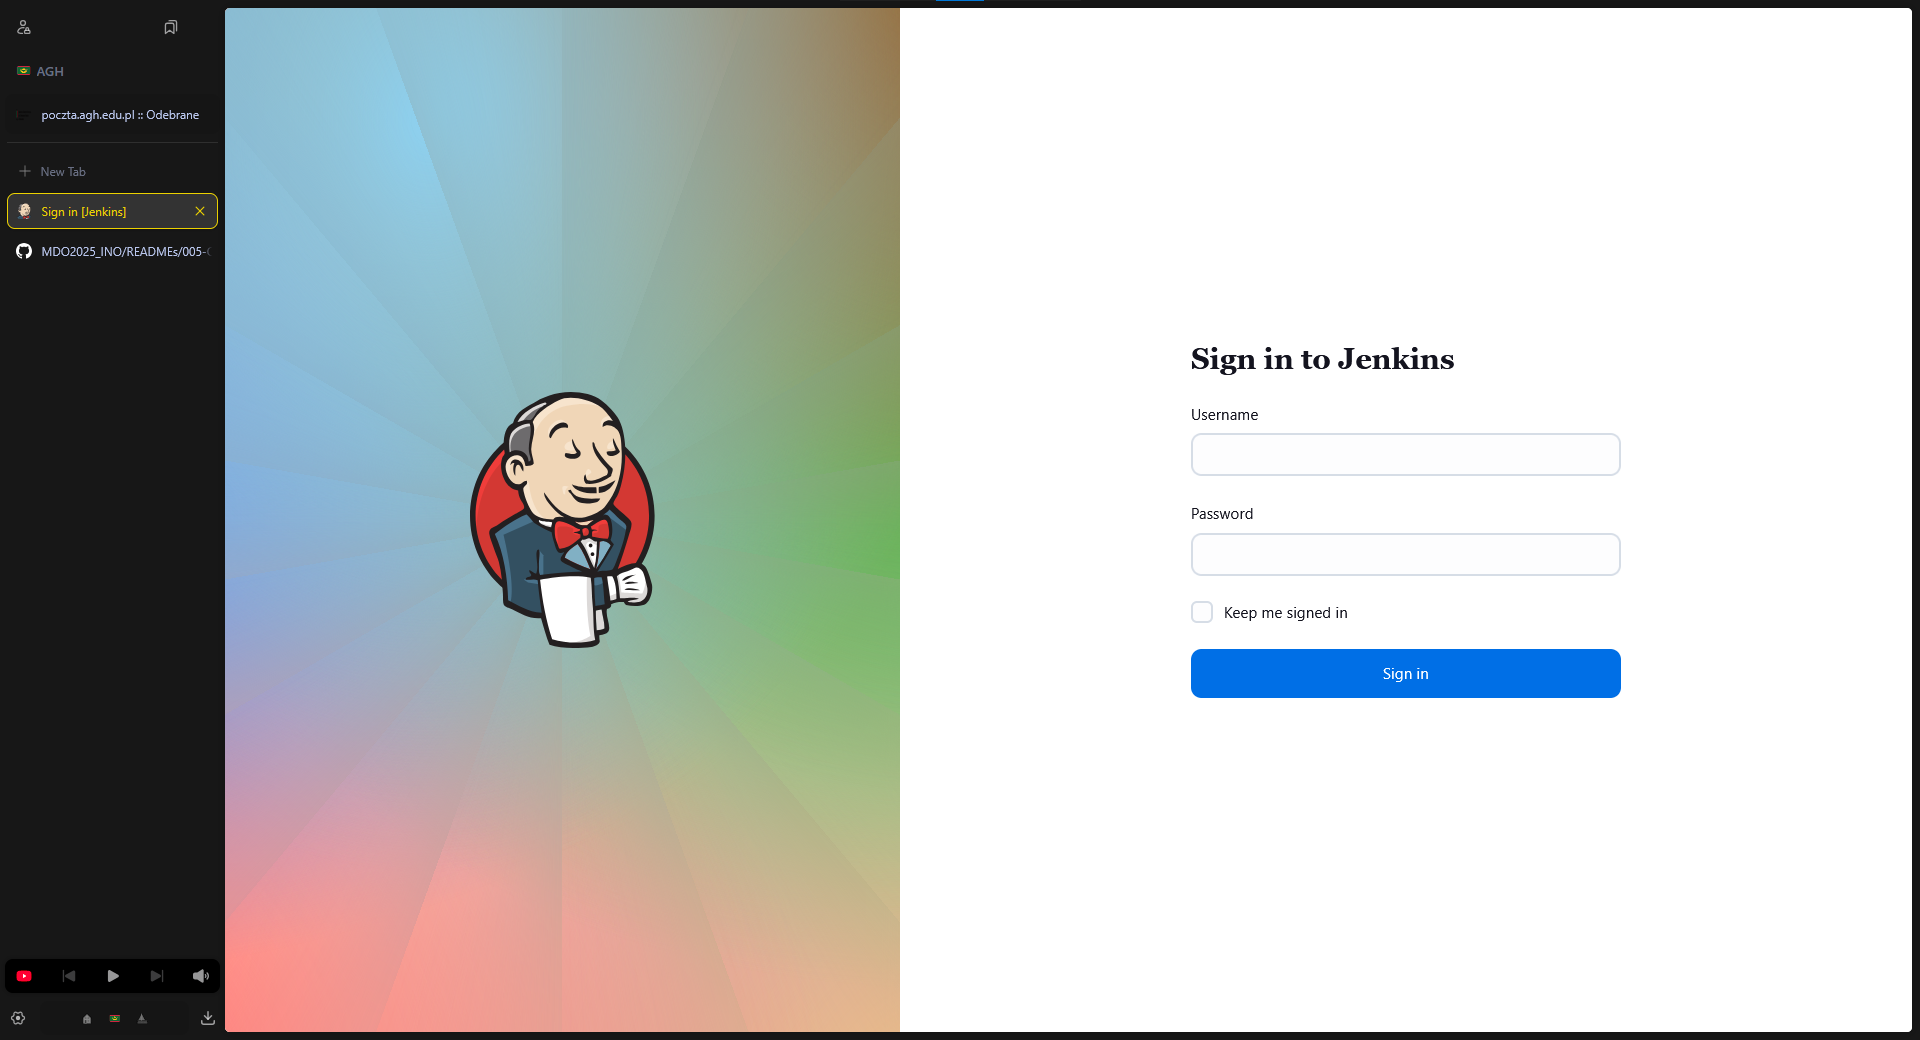 AGH
poczta.agh.edu.pl :: Odebrane
New Tab
Sign in [Jenkins]
MDO2025_INO/READMEs/005-
Sign in to Jenkins
Username
Password
Keep me signed in
Sign in